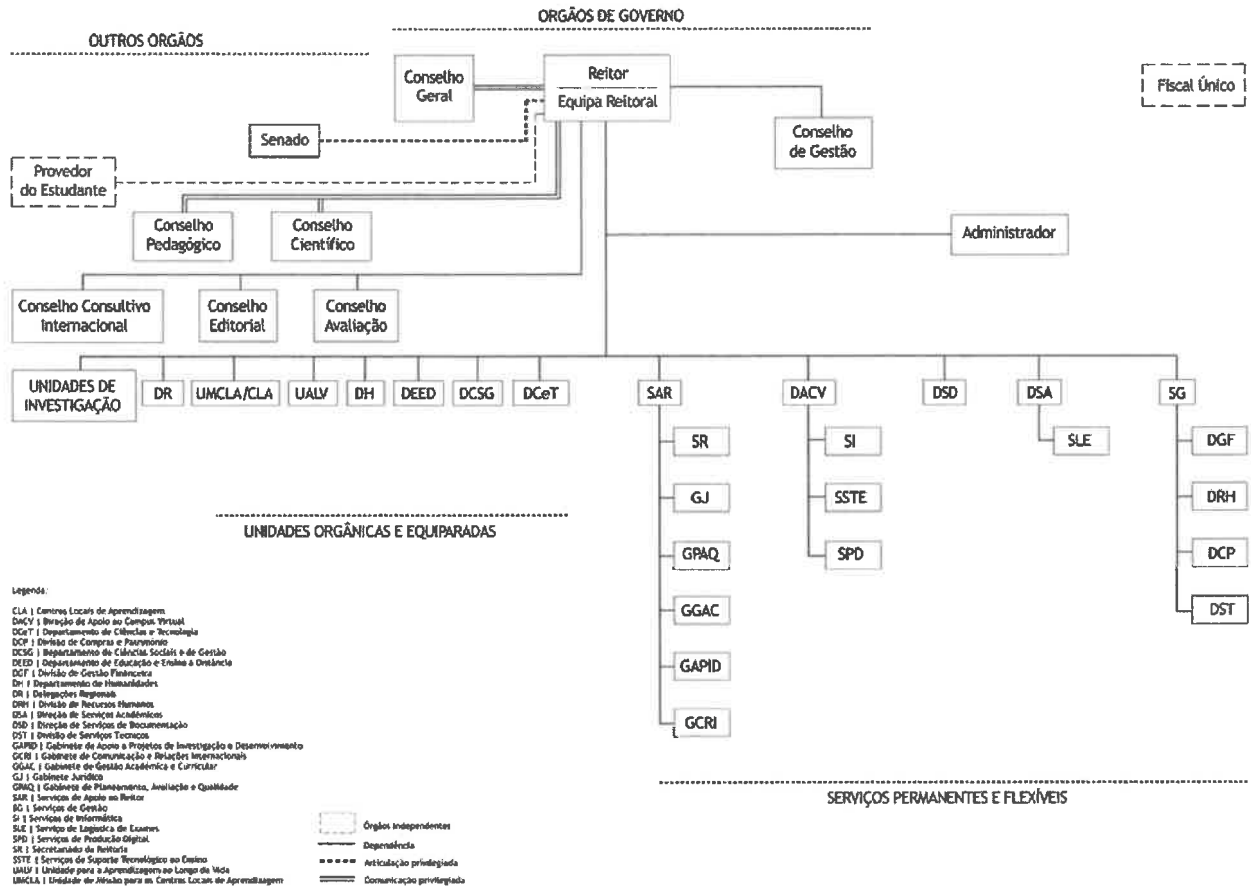 ORGÃOS DE GOVERNO
OUTROS ORGÃOS
Conselho
Geral
Reitor
Equipa Reitoral
Fiscal Único
Senado
Conselho
de Gestão
Provedor
do Estudante
Conselho
Pedagógico
Conselho
Científico
Administrador
Conselho Consultivo
Internacional
Conselho
Editorial
Conselho
Avaliação
UNIDADES DE
INVESTIGAÇÃO
DR
UMCLA/CLA
UALV
DH
DEED
DCSG
DCeT
SAR
DACV
DSD
DSA
SG
SR
GJ
GPAQ
GGAC
GAPID
GCRI
SI
SSTE
SPD
SLE
DGF
DRH
DCP
DST
UNIDADES ORGÂNICAS E EQUIPARADAS
SERVIÇOS PERMANENTES E FLEXÍVEIS
Legenda:
CLA | Centros Locais de Aprendizagem
DACV | Direção de Apoio ao Campus Virtual
DCeT | Departamento de Ciências e Tecnologia
DCP | Divisão de Compras e Património
DCSG | Departamento de Ciências Sociais e de Gestão
DEED | Departamento de Educação e Ensino a Distância
DGF | Divisão de Gestão Financeira
DH | Departamento de Humanidades
DR | Delegações Regionais
DRH | Divisão de Recursos Humanos
DSA | Direção de Serviços Académicos
DSD | Direção de Serviços de Documentação
DST | Divisão de Serviços Técnicos
GAPID | Gabinete de Apoio a Projetos de Investigação e Desenvolvimento
GCRI | Gabinete de Comunicação e Relações Internacionais
GGAC | Gabinete de Gestão Académica e Curricular
GJ | Gabinete Jurídico
GPAQ | Gabinete de Planeamento, Avaliação e Qualidade
SAR | Serviços de Apoio ao Reitor
SG | Serviços de Gestão
SI | Serviços de Informática
SLE | Serviço de Logística de Exames
SPD | Serviços de Produção Digital
SR | Secretariado da Reitoria
SSTE | Serviços de Suporte Tecnológico ao Ensino
UALV | Unidade para a Aprendizagem ao Longo da Vida
UMCLA | Unidade de Missão para os Centros Locais de Aprendizagem
Órgãos Independentes
Dependência
Articulação privilegiada
Comunicação privilegiada